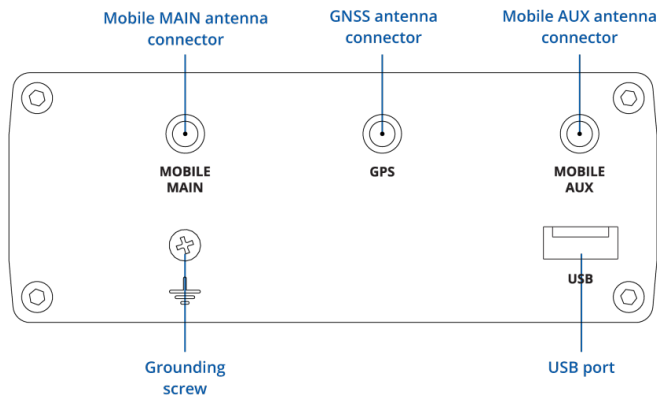 Mobile MAIN antenna
connector
GNSS antenna
connector
Mobile AUX antenna
connector
MOBILE
MAIN
GPS
MOBILE
AUX
USB
Grounding
screw
USB port